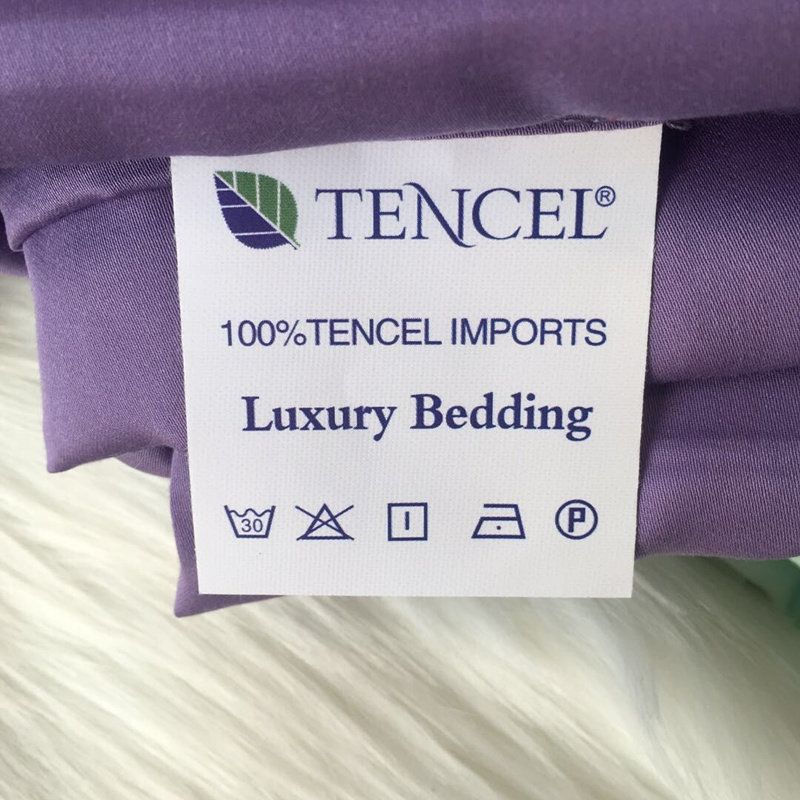 TENCEL®
100%TENCEL IMPORTS
Luxury Bedding
30 P